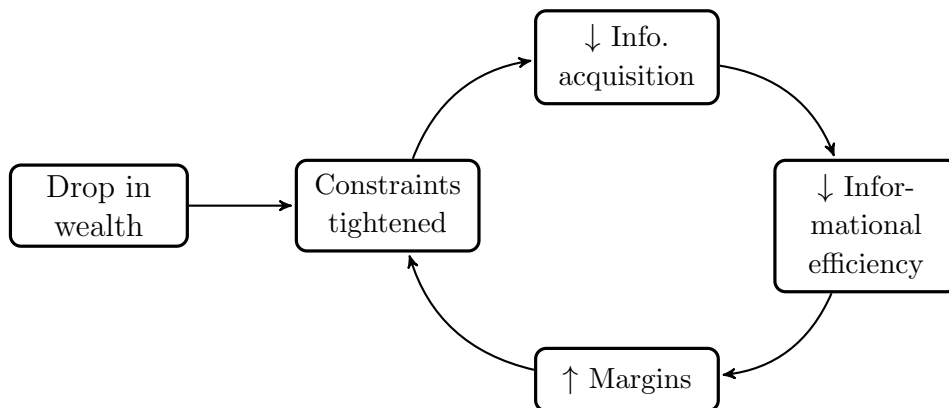 Drop in
wealth
Constraints
tightened
↓ Info.
acquisition
↓ Infor-
mational
efficiency
↑ Margins